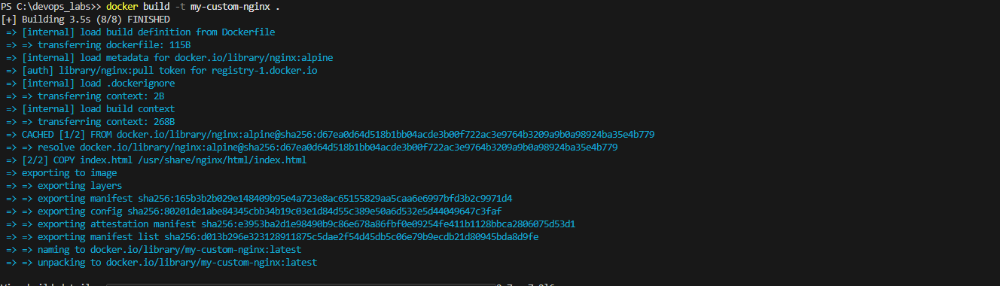 PS C:\devops_labs>> docker build -t my-custom-nginx .
[+] Building 3.5s (8/8) FINISHED
=> [internal] load build definition from Dockerfile
=> => transferring dockerfile: 115B
=> [internal] load metadata for docker.io/library/nginx:alpine
=> [auth] library/nginx:pull token for registry-1.docker.io
=> [internal] load .dockerignore
=> => transferring context: 2B
=> [internal] load build context
=> => transferring context: 268B
=> CACHED [1/2] FROM docker.io/library/nginx:alpine@sha256:d67ea0d64d518b1bb04acde3b00f722ac3e9764b3209a9b0a98924ba35e4b779
=> => resolve docker.io/library/nginx:alpine@sha256:d67ea0d64d518b1bb04acde3b00f722ac3e9764b3209a9b0a98924ba35e4b779
=> [2/2] COPY index.html /usr/share/nginx/html/index.html
=> exporting to image
=> => exporting layers
=> => exporting manifest sha256:165b3b2b029e148409b95e4a723e8ac65155829aa5caa6e6997bfd3b2c9971d4
=> => exporting config sha256:80201de1abe84345cbb34b19c03e1d84d55c389e50a6d532e5d44049647c3faf
=> => exporting attestation manifest sha256:e3953ba2d1e98490b9c86e678a86fbf0e09254fe411b1128bbca2806075d53d1
=> => exporting manifest list sha256:d013b296e323128911875c5dae2f54d45db5c06e79b9ecdb21d80945bda8d9fe
=> => naming to docker.io/library/my-custom-nginx:latest
=> => unpacking to docker.io/library/my-custom-nginx:latest